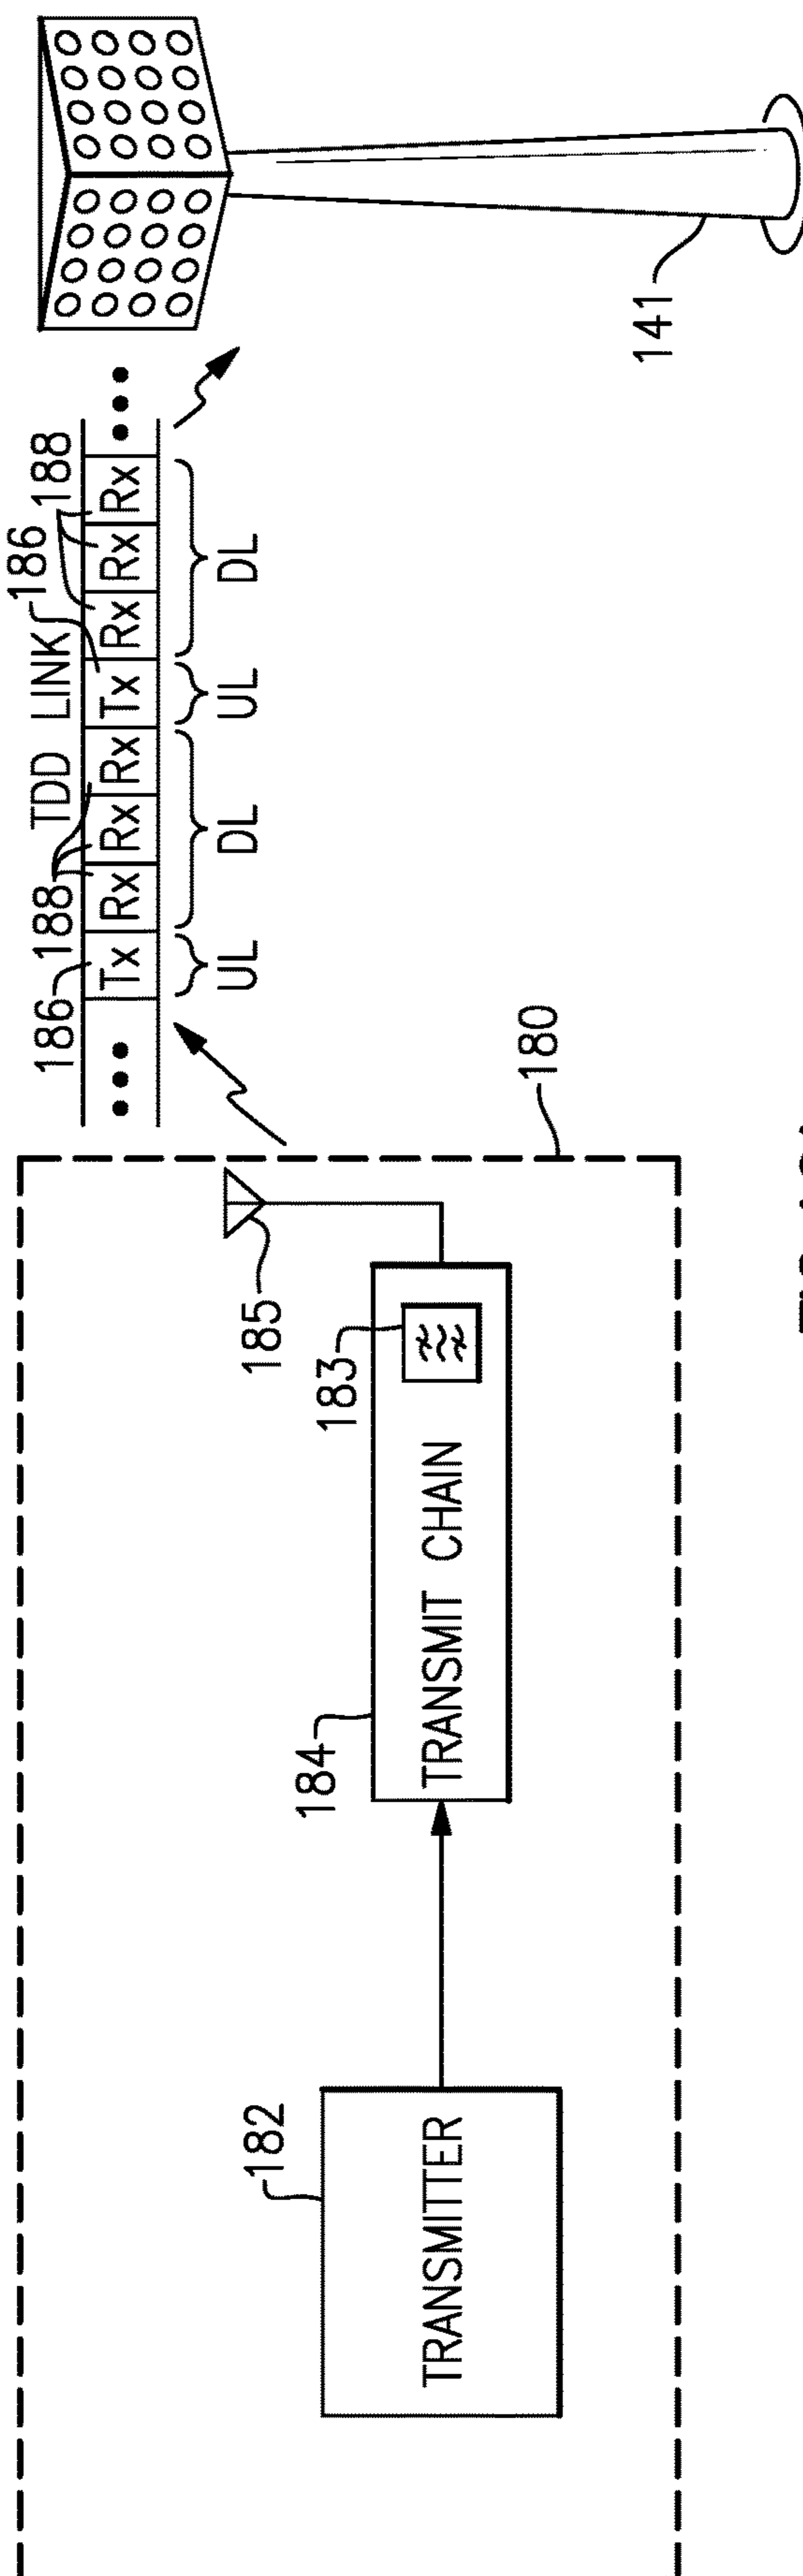 TDD LINK
186
188
186
188
Tx Rx Rx Rx Tx Rx Rx Rx
UL DL UL DL
141
180
185
183
184
TRANSMIT CHAIN
182
TRANSMITTER